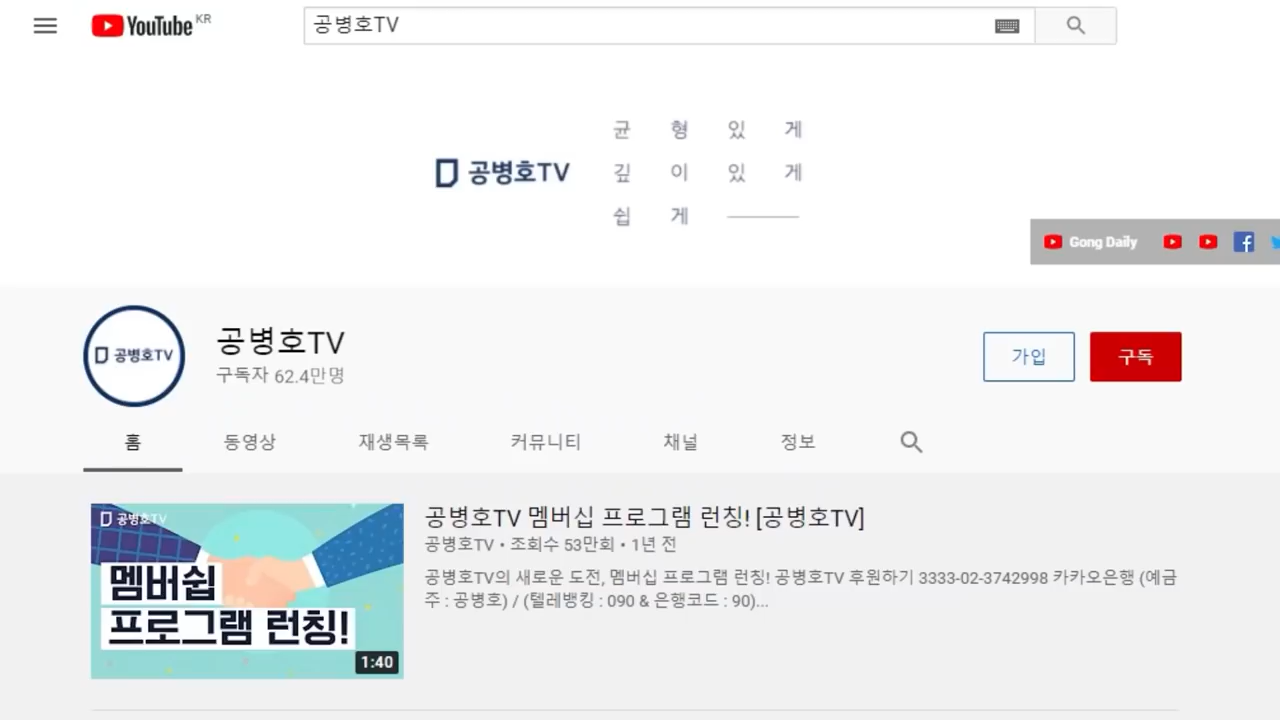 YouTube KR
공병호TV
균 형 있 게
공병호TV
깊 이 있 게
쉽 게
Gong Daily
공병호TV
공병호TV
구독자 62.4만명
가입
구독
홈
동영상
재생목록
커뮤니티
채널
정보
공병호TV
멤버쉽
프로그램 런칭!
1:40
공병호TV 멤버십 프로그램 런칭! [공병호TV]
공병호TV • 조회수 53만회 • 1년 전
공병호TV의 새로운 도전, 멤버십 프로그램 런칭! 공병호TV 후원하기 3333-02-3742998 카카오은행 (예금
주 : 공병호) / (텔레뱅킹 : 090 & 은행코드 : 90)...